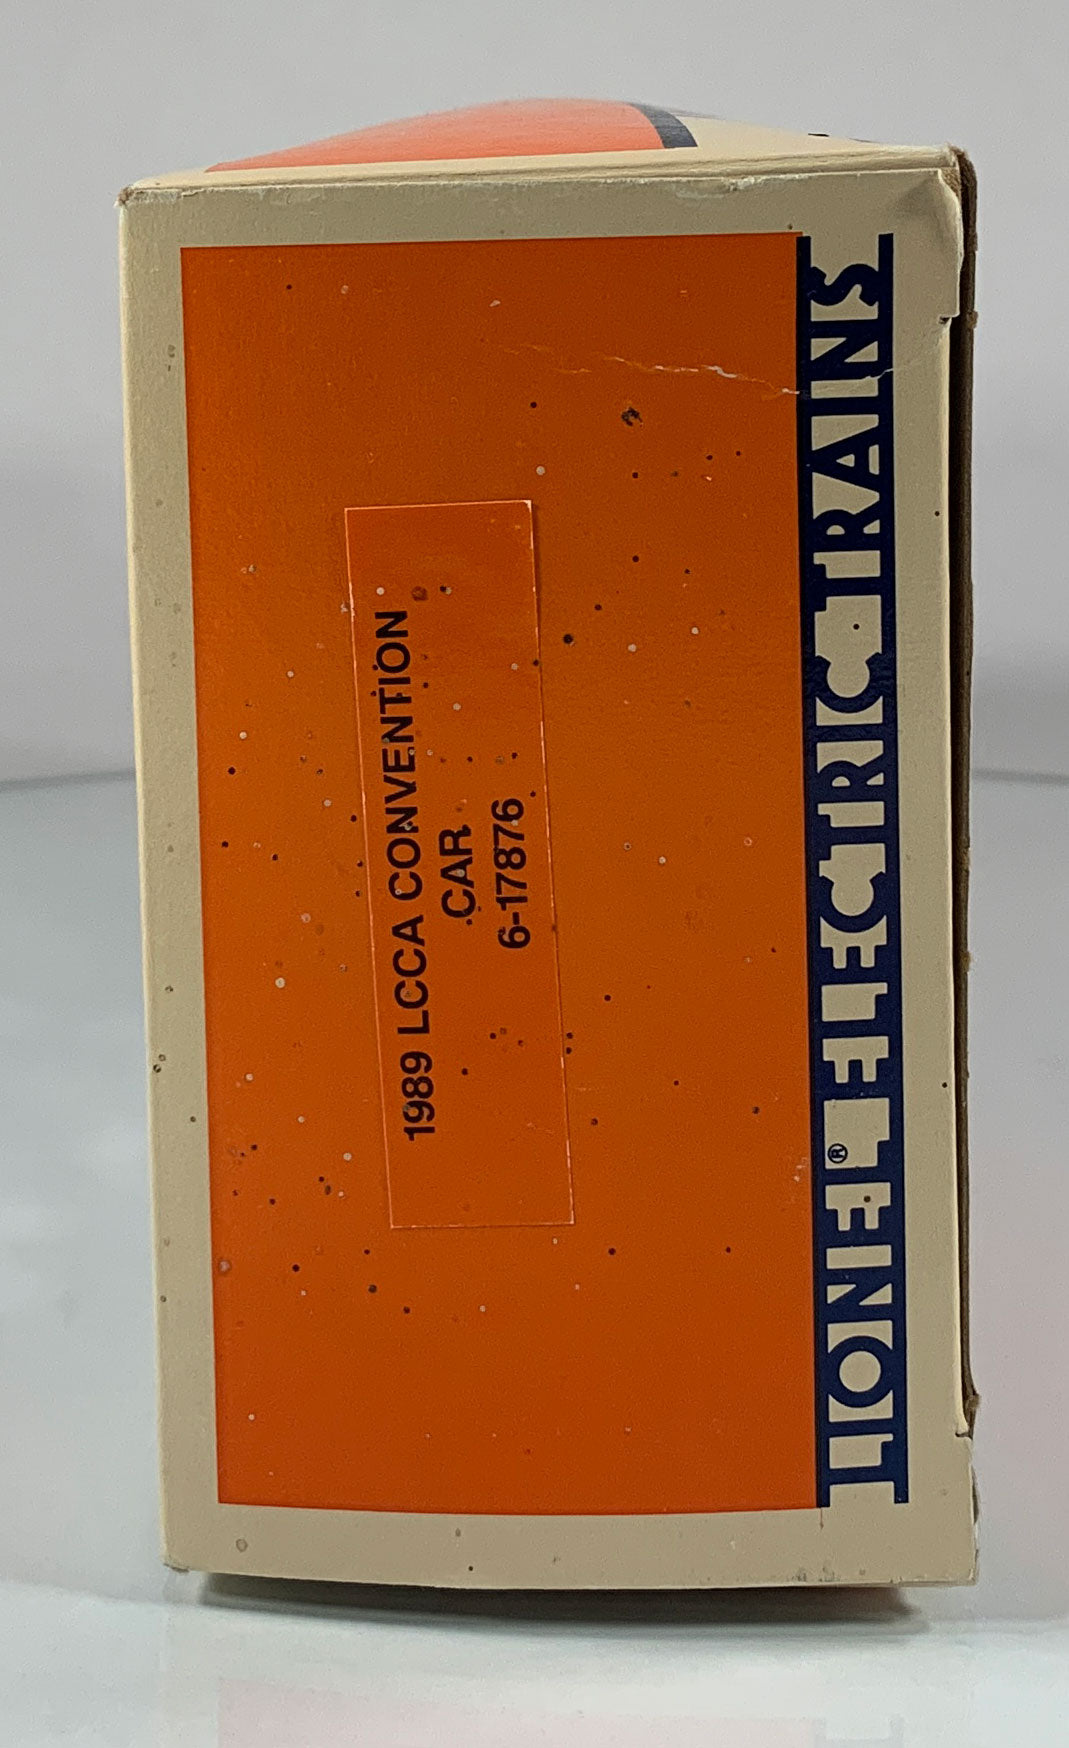 1989 LCCA CONVENTION
CAR
6-17876
LIONEL® ELECTRIC TRAINS